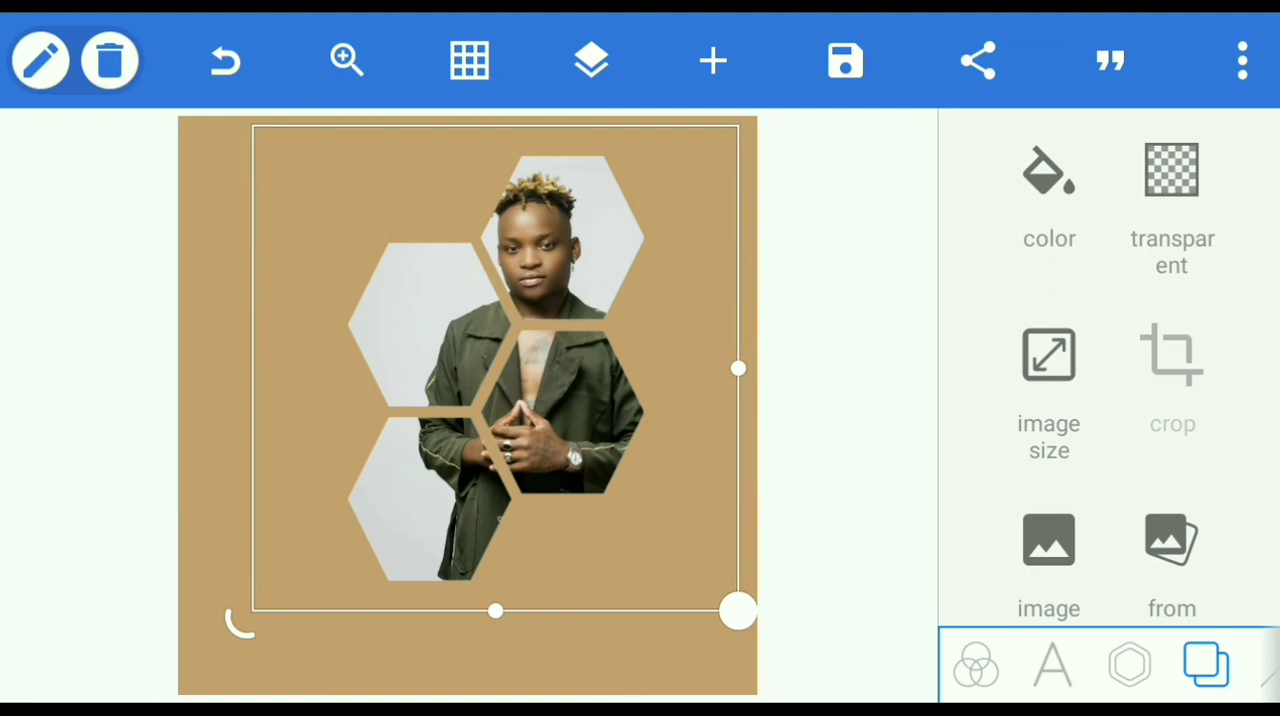 color
transpar
ent
image
size
crop
image
from